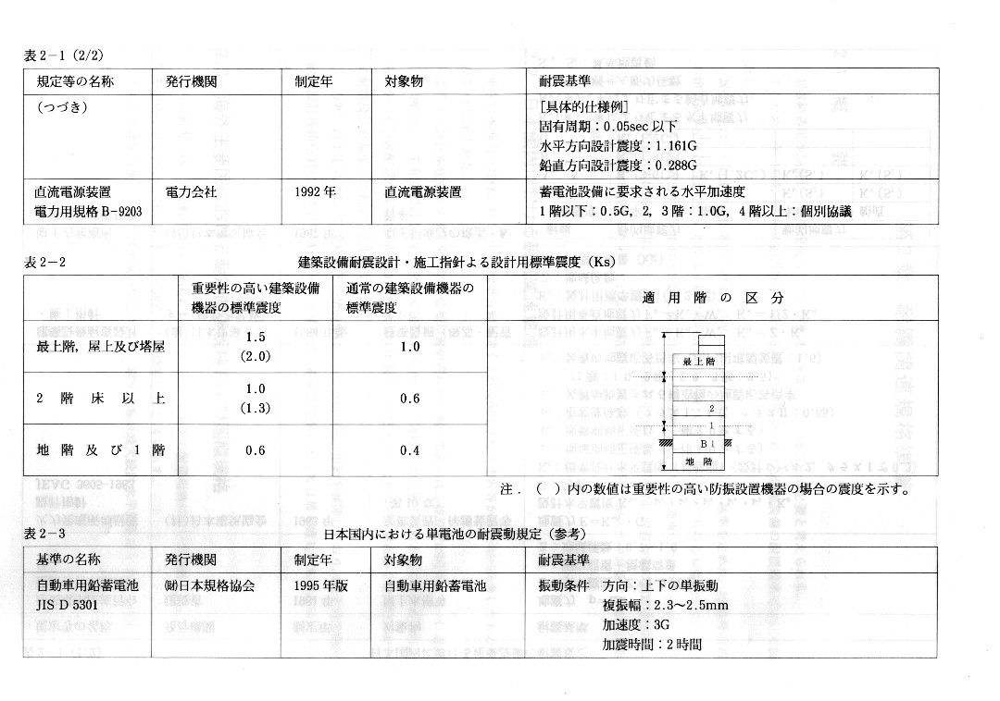 表2−1（2/2）
規定等の名称 発行機関 制定年 対象物 耐震基準
（つづき） ［具体的仕様例］
固有周期：0.05sec 以下
水平方向設計震度：1.161G
鉛直方向設計震度：0.288G
直流電源装置 電力会社 1992年 直流電源装置 蓄電池設備に要求される水平加速度
電力用規格B−9203 1階以下：0.5G，2，3階：1.0G，4階以上：個別協議
表2−2 建築設備耐震設計・施工指針よる設計用標準震度（Ks）
重要性の高い建築設備 通常の建築設備機器の 適用階の区分
機器の標準震度 標準震度
最上階，屋上及び塔屋 1.5 1.0
（2.0）
2階床以上 1.0 0.6
（1.3）
地階及び1階 0.6 0.4
最上階
2
1
B1
地階
注．（ ）内の数値は重要性の高い防振設置機器の場合の震度を示す。
表2−3 日本国内における単電池の耐震動規定（参考）
基準の名称 発行機関 制定年 対象物 耐震基準
自動車用鉛蓄電池 ㈶日本規格協会 1995年版 自動車用鉛蓄電池 振動条件 方向：上下の単振動
JIS D 5301 複振幅：2.3〜2.5mm
加速度：3G
加震時間：2時間